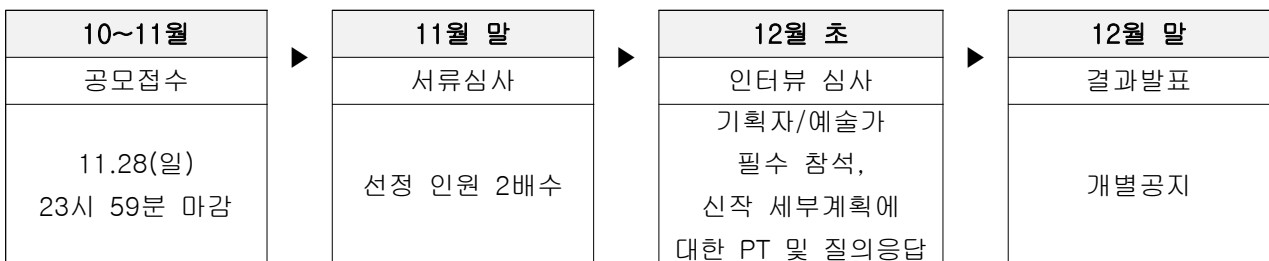 10~11월
공모접수
11.28(일)
23시 59분 마감
▶
11월 말
서류심사
선정 인원 2배수
▶
12월 초
인터뷰 심사
기획자/예술가
필수 참석,
신작 세부계획에
대한 PT 및 질의응답
▶
12월 말
결과발표
개별공지